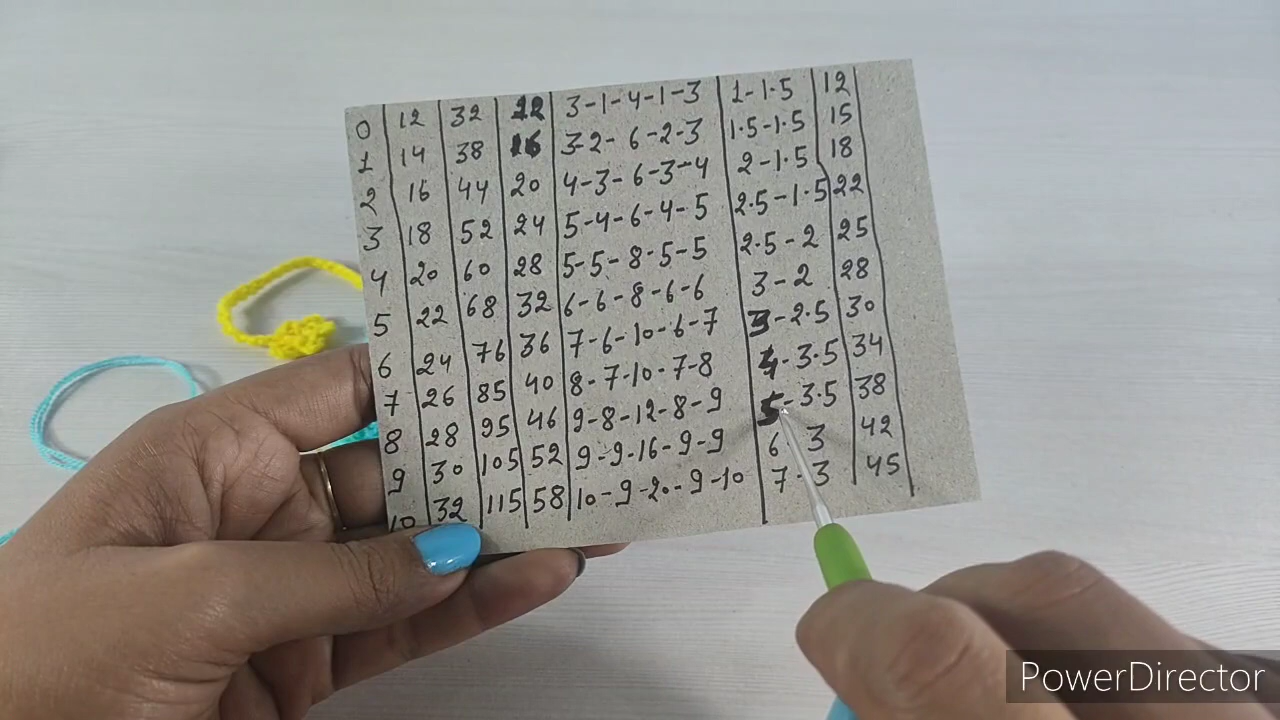 0 12 32 12 3-1-4-1-3 1-1.5 12
1 14 38 16 3-2-6-2-3 1.5-1.5 15
2 16 44 20 4-3-6-3-4 2-1.5 18
3 18 52 24 5-4-6-4-5 2.5-1.5 22
4 20 60 28 5-5-8-5-5 2.5-2 25
5 22 68 32 6-6-8-6-6 3-2 28
6 24 76 36 7-6-10-6-7 3-2.5 30
7 26 85 40 8-7-10-7-8 4-3.5 34
8 28 95 46 9-8-12-8-9 5-3.5 38
9 30 105 52 9-9-16-9-9 6 3 42
10 32 115 58 10-9-20-9-10 7-3 45
PowerDirector